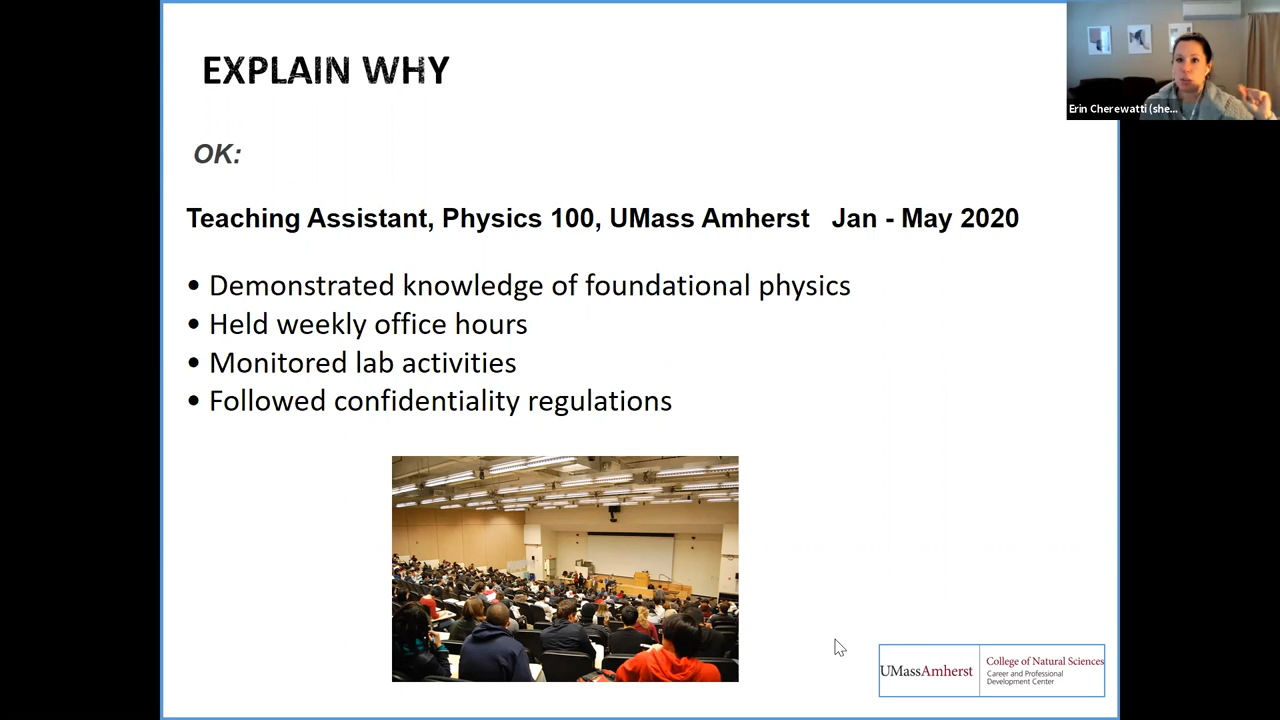 EXPLAIN WHY
Erin Cherewatti (she...
OK:
Teaching Assistant, Physics 100, UMass Amherst Jan - May 2020
• Demonstrated knowledge of foundational physics
• Held weekly office hours
• Monitored lab activities
• Followed confidentiality regulations
UMassAmherst
College of Natural Sciences
Career and Professional
Development Center